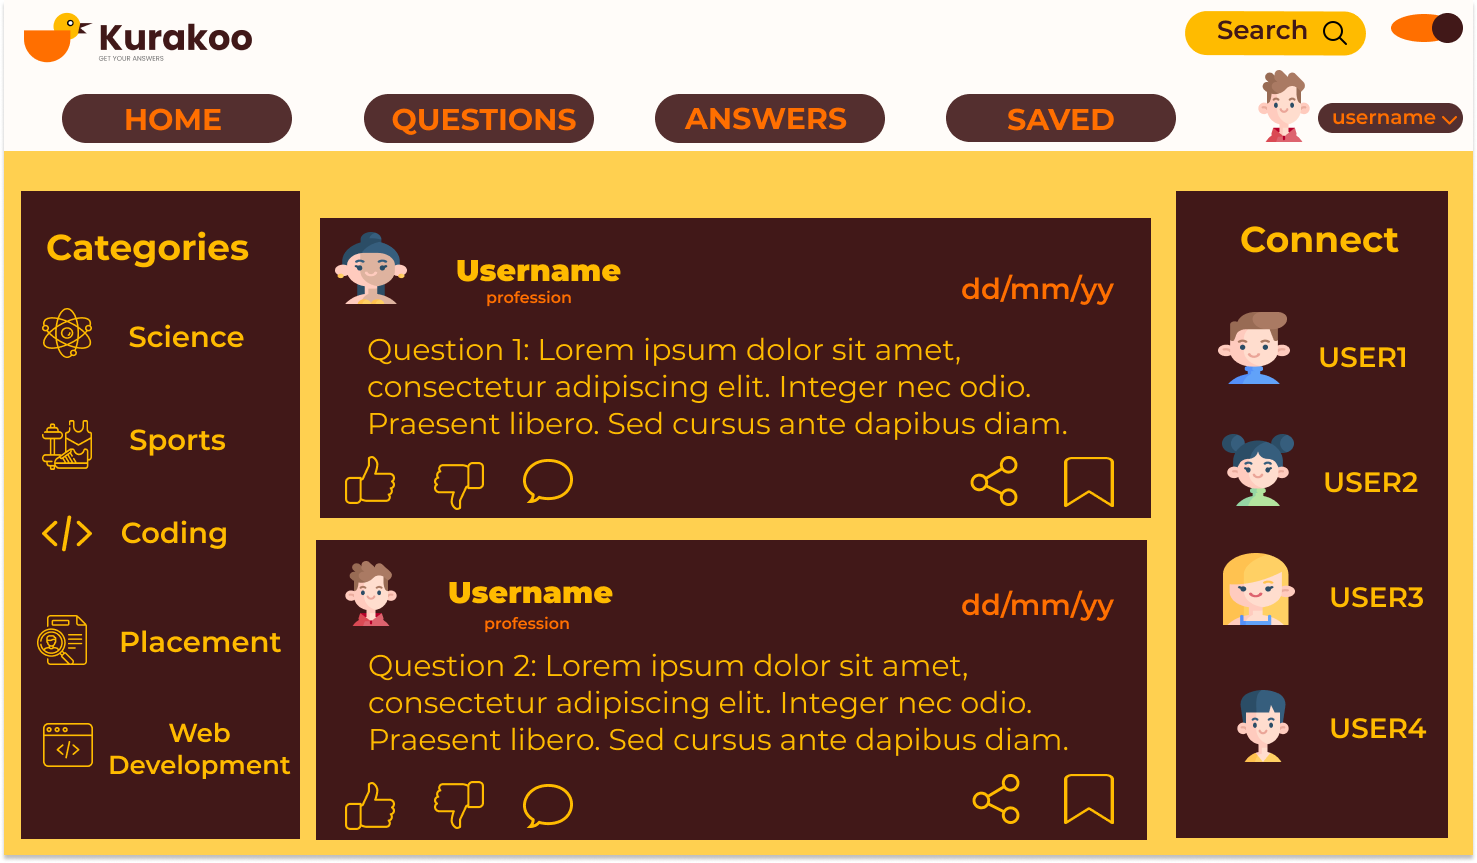 Kurakoo
GET YOUR ANSWERS
Search
HOME
QUESTIONS
ANSWERS
SAVED
username
Categories
Science
Sports
Coding
Placement
Web
Development
Username
profession
dd/mm/yy
Question 1: Lorem ipsum dolor sit amet,
consectetur adipiscing elit. Integer nec odio.
Praesent libero. Sed cursus ante dapibus diam.
Username
profession
dd/mm/yy
Question 2: Lorem ipsum dolor sit amet,
consectetur adipiscing elit. Integer nec odio.
Praesent libero. Sed cursus ante dapibus diam.
Connect
USER1
USER2
USER3
USER4